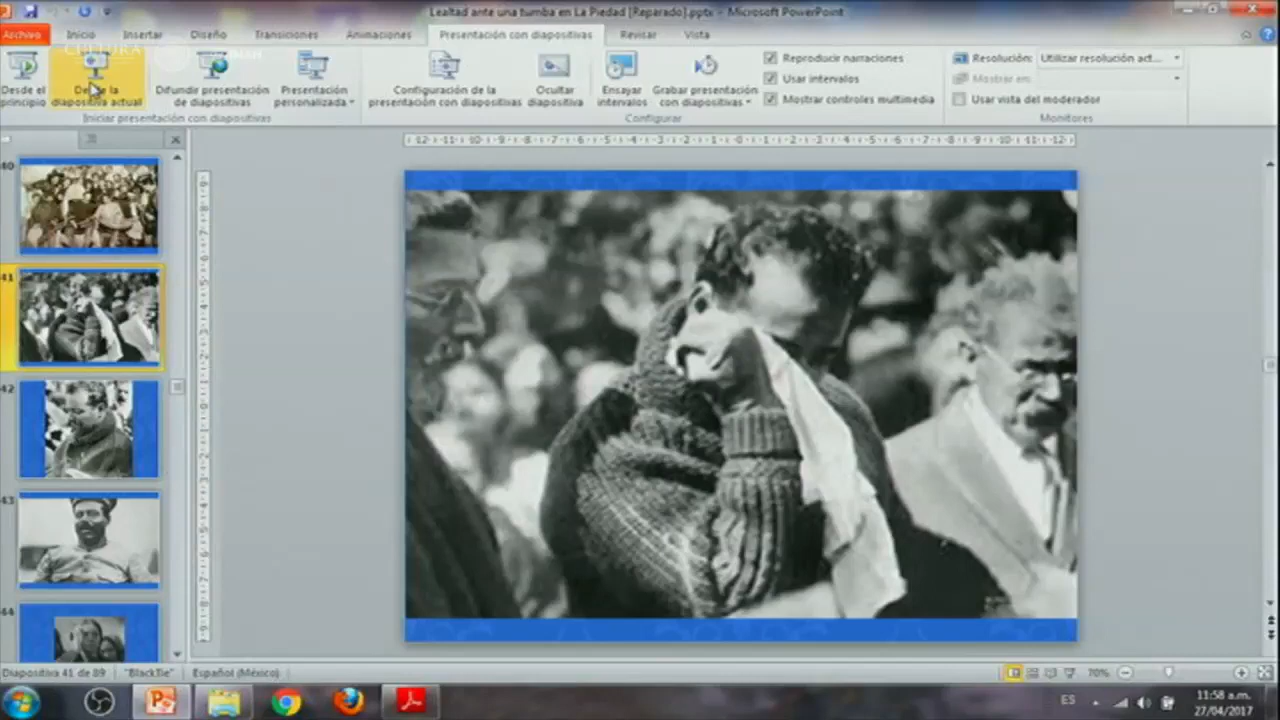 Lealtad ante una tumba en La Piedad [Reparado].pptx - Microsoft PowerPoint
Archivo Inicio Insertar Diseño Transiciones Animaciones Presentación con diapositivas Revisar Vista
CULTURA
Desde el principio
Desde la diapositiva actual
Difundir presentación de diapositivas
Presentación personalizada
Iniciar presentación con diapositivas
Configuración de la presentación con diapositivas
Ocultar diapositiva
Ensayar intervalos
Grabar presentación con diapositivas
Reproducir narraciones
Usar intervalos
Mostrar controles multimedia
Configurar
Resolución: Utilizar resolución act...
Mostrar en:
Usar vista del moderador
Monitores
40
41
42
43
44
Diapositiva 41 de 89 "BlackTie" Español (México) 70%
ES 11:58 a.m.
27/04/2017